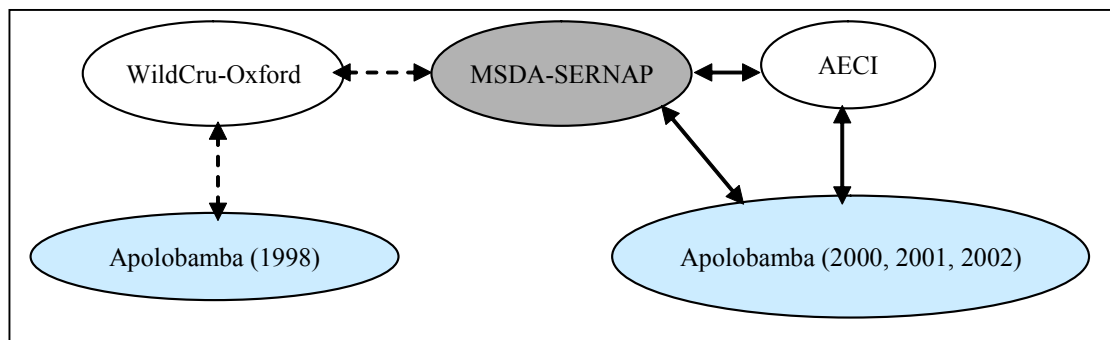 WildCru-Oxford
MSDA-SERNAP
AECI
Apolobamba (1998)
Apolobamba (2000, 2001, 2002)